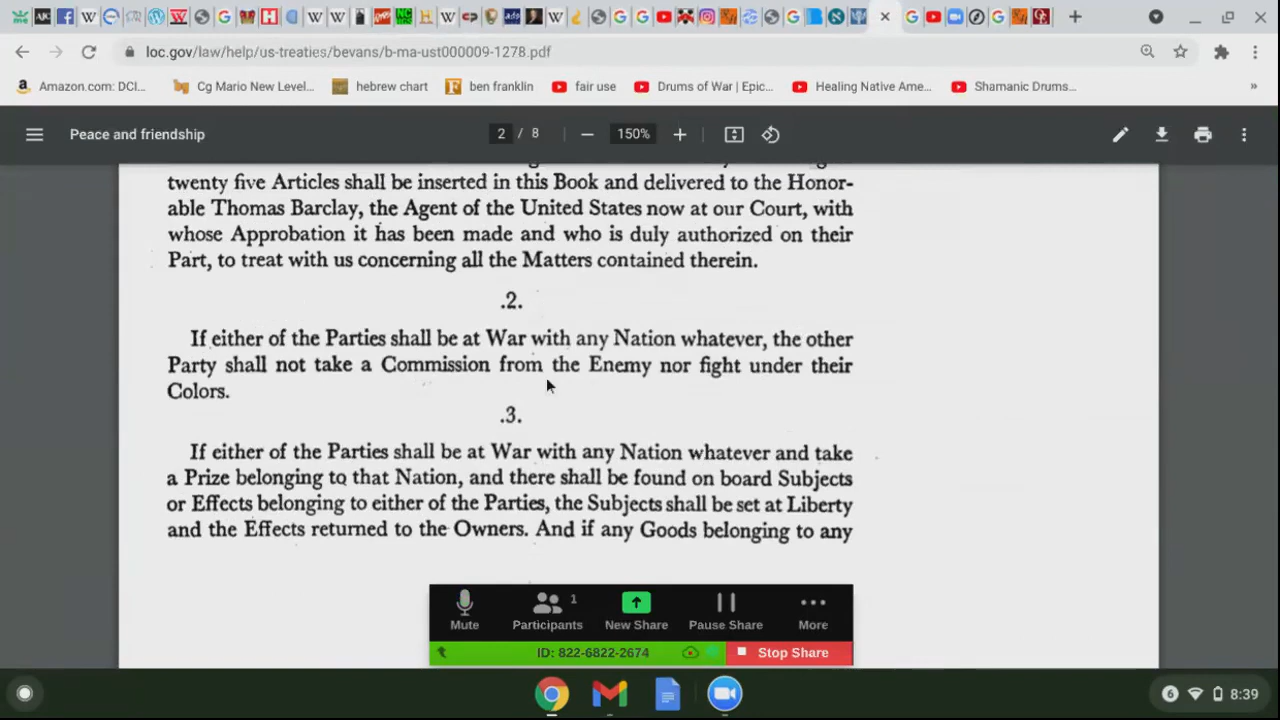 loc.gov/law/help/us-treaties/bevans/b-ma-ust000009-1278.pdf
Amazon.com: DCI... Cg Mario New Level... hebrew chart ben franklin fair use Drums of War | Epic... Healing Native Ame... Shamanic Drums... »
Peace and friendship 2 / 8 150%
twenty five Articles shall be inserted in this Book and delivered to the Honor-
able Thomas Barclay, the Agent of the United States now at our Court, with
whose Approbation it has been made and who is duly authorized on their
Part, to treat with us concerning all the Matters contained therein.
.2.
If either of the Parties shall be at War with any Nation whatever, the other
Party shall not take a Commission from the Enemy nor fight under their
Colors.
.3.
If either of the Parties shall be at War with any Nation whatever and take
a Prize belonging to that Nation, and there shall be found on board Subjects
or Effects belonging to either of the Parties, the Subjects shall be set at Liberty
and the Effects returned to the Owners. And if any Goods belonging to any
1
Mute Participants New Share Pause Share More
ID: 822-6822-2674 Stop Share
6 8:39